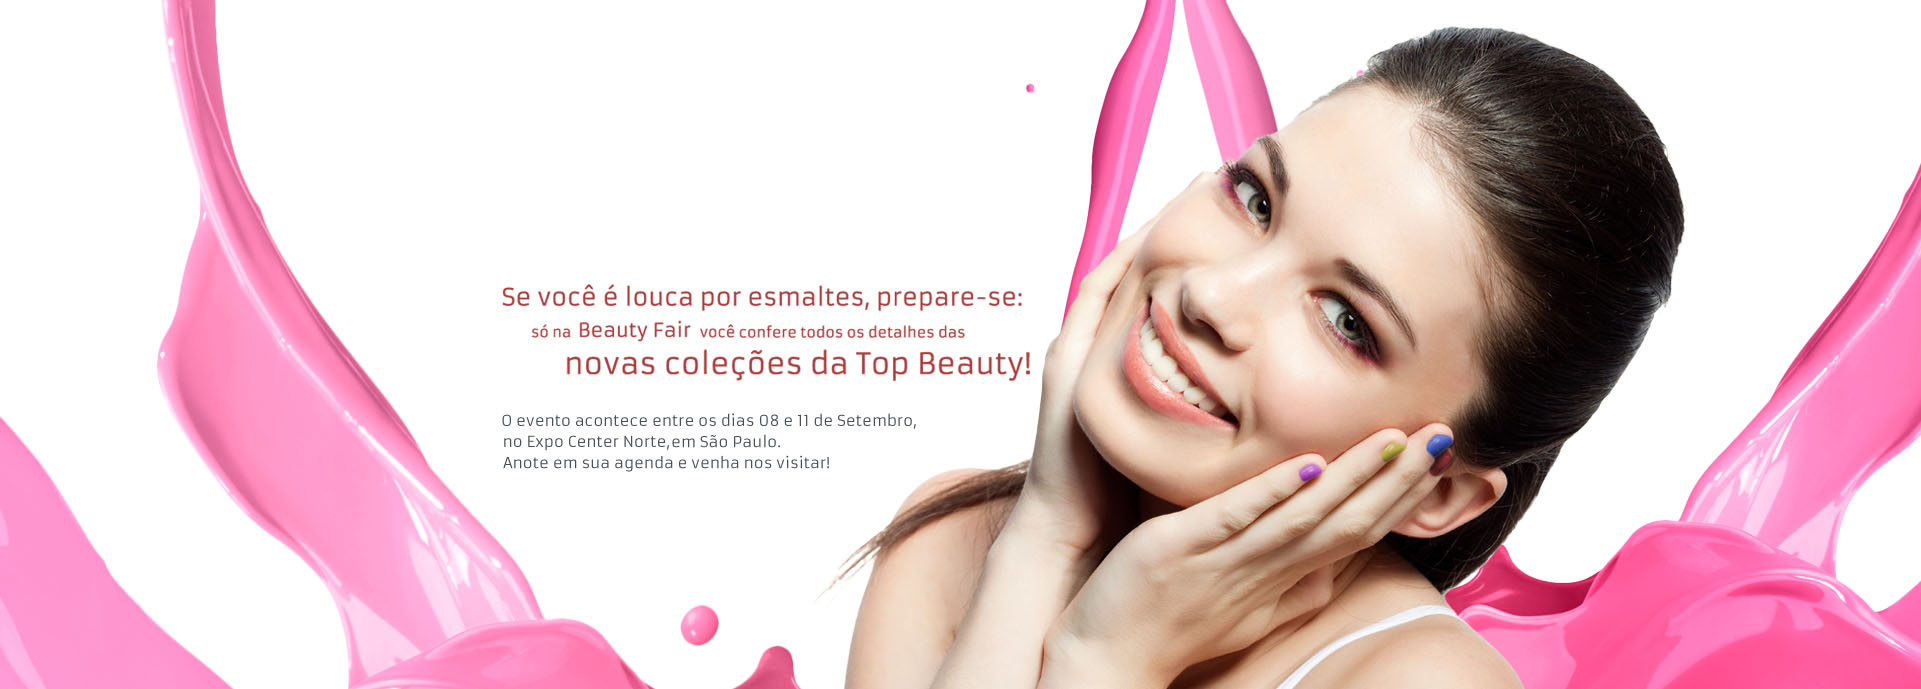 Se você é louca por esmaltes, prepare-se:
só na Beauty Fair você confere todos os detalhes das
novas coleções da Top Beauty!
O evento acontece entre os dias 08 e 11 de Setembro,
no Expo Center Norte,em São Paulo.
Anote em sua agenda e venha nos visitar!